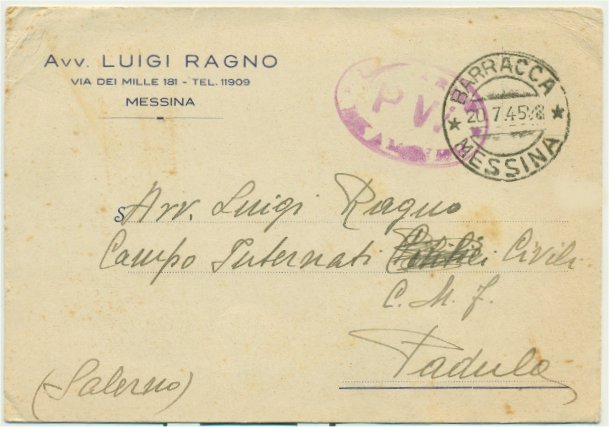 Avv. LUIGI RAGNO
VIA DEI MILLE 181 - TEL. 11909
MESSINA
P V.
BARRACCA
20.7.45
MESSINA
S Avv. Luigi Ragno
Campo Internati Civili
C. M. F.
Padula
(Salerno)